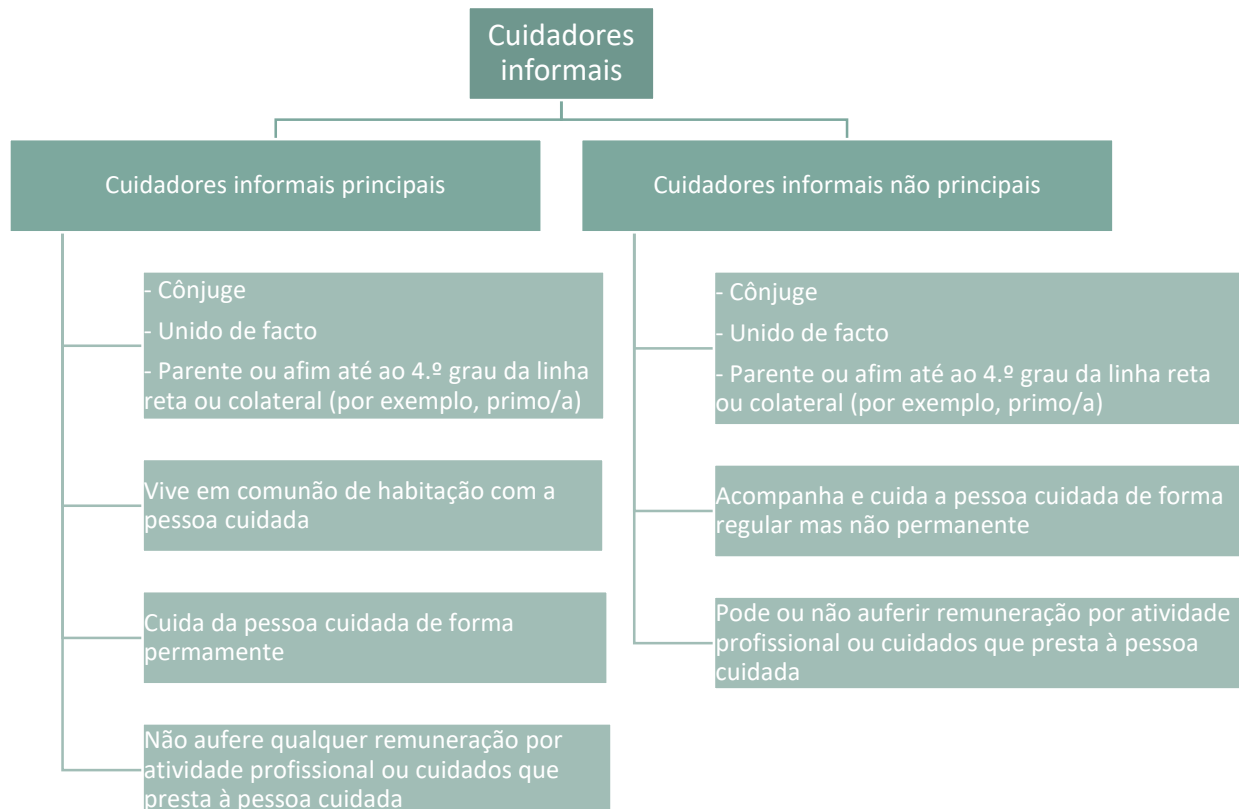 Cuidadores
informais
Cuidadores informais principais
Cuidadores informais não principais
- Cônjuge
- Unido de facto
- Parente ou afim até ao 4.º grau da linha
reta ou colateral (por exemplo, primo/a)
Vive em comunão de habitação com a
pessoa cuidada
Cuida da pessoa cuidada de forma
permamente
Não aufere qualquer remuneração por
atividade profissional ou cuidados que
presta à pessoa cuidada
- Cônjuge
- Unido de facto
- Parente ou afim até ao 4.º grau da linha reta
ou colateral (por exemplo, primo/a)
Acompanha e cuida a pessoa cuidada de forma
regular mas não permanente
Pode ou não auferir remuneração por atividade
profissional ou cuidados que presta à pessoa
cuidada